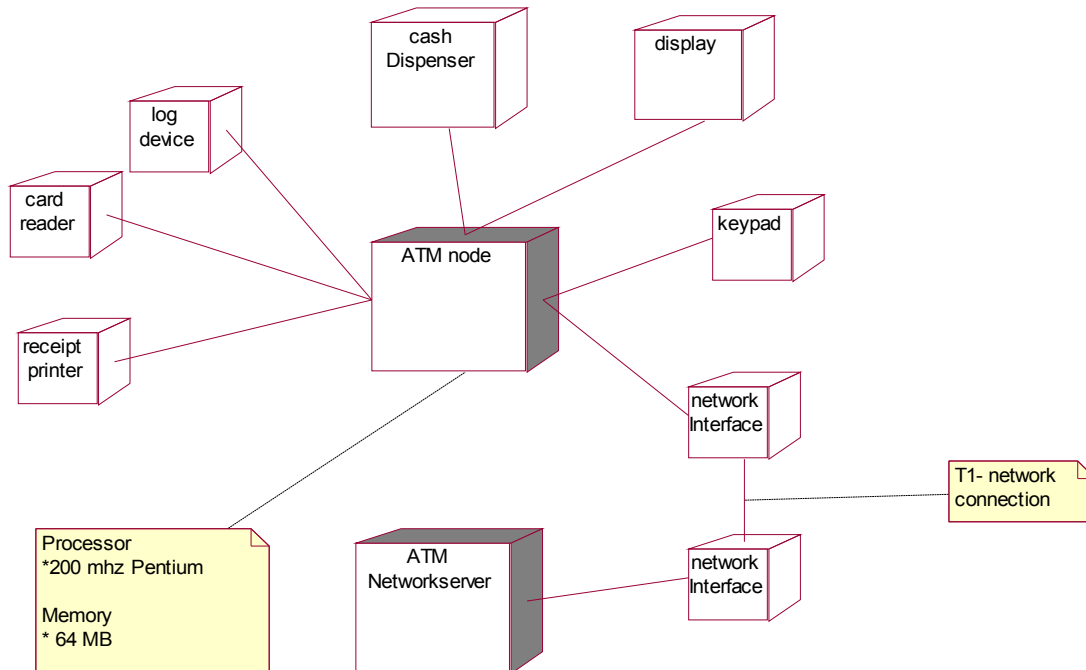 cash
Dispenser
display
log
device
card
reader
keypad
ATM node
receipt
printer
network
Interface
T1- network
connection
Processor
*200 mhz Pentium
Memory
* 64 MB
ATM
Networkserver
network
Interface